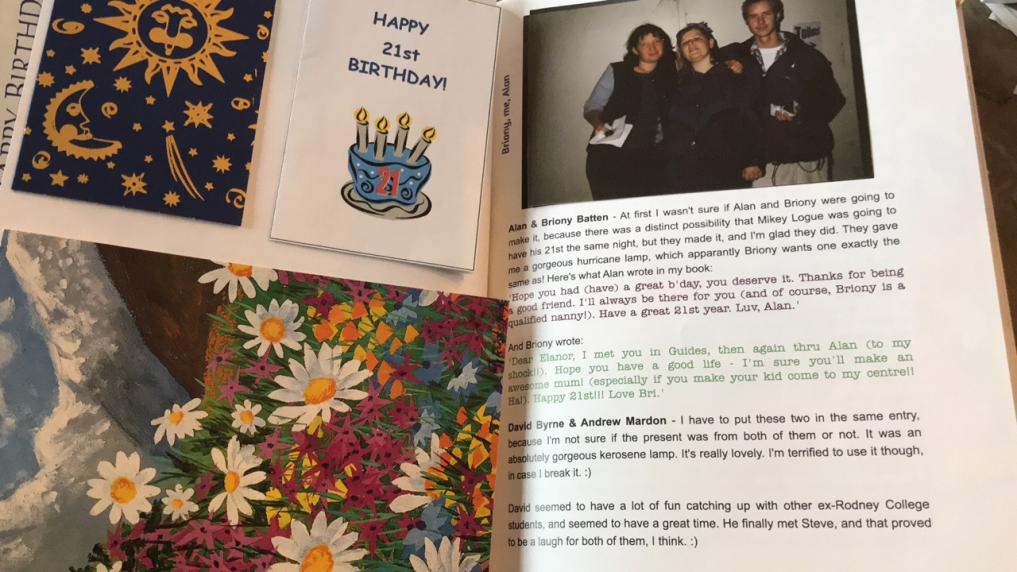 HAPPY BIRTHD
HAPPY
21st
BIRTHDAY!
21
Briony, me, Alan
Toilet
Alan & Briony Batten - At first I wasn't sure if Alan and Briony were going to
make it, because there was a distinct possibility that Mikey Logue was going to
have his 21st the same night, but they made it, and I'm glad they did. They gave
me a gorgeous hurricane lamp, which apparantly Briony wants one exactly the
same as! Here's what Alan wrote in my book:
'Hope you had (have) a great b'day, you deserve it. Thanks for being
a good friend. I'll always be there for you (and of course, Briony is a
qualified nanny!). Have a great 21st year. Luv, Alan.'
And Briony wrote:
'Dear Elanor, I met you in Guides, then again thru Alan (to my
shock!!). Hope you have a good life - I'm sure you'll make an
awesome mum! (especially if you make your kid come to my centre!!
Ha!). Happy 21st!!! Love Bri.'
David Byrne & Andrew Mardon - I have to put these two in the same entry,
because I'm not sure if the present was from both of them or not. It was an
absolutely gorgeous kerosene lamp. It's really lovely. I'm terrified to use it though,
in case I break it. :)
David seemed to have a lot of fun catching up with other ex-Rodney College
students, and seemed to have a great time. He finally met Steve, and that proved
to be a laugh for both of them, I think. :)